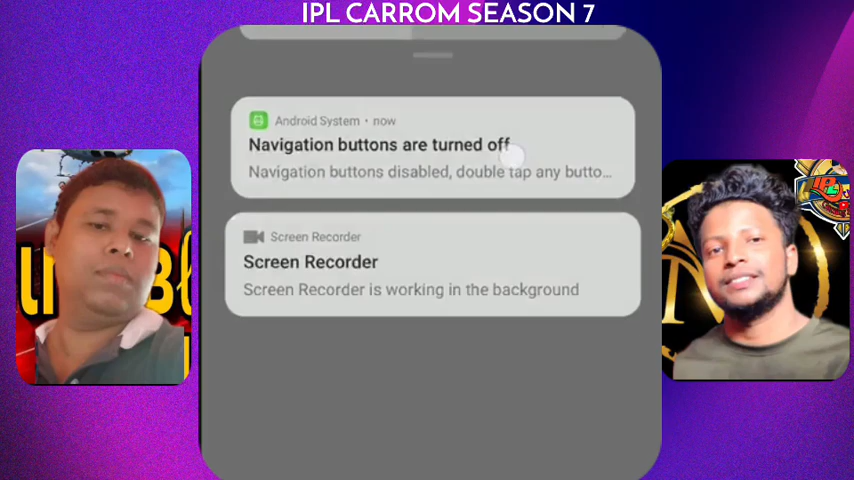 IPL CARROM SEASON 7
Android System • now
Navigation buttons are turned off
Navigation buttons disabled, double tap any butto...
Screen Recorder
Screen Recorder
Screen Recorder is working in the background